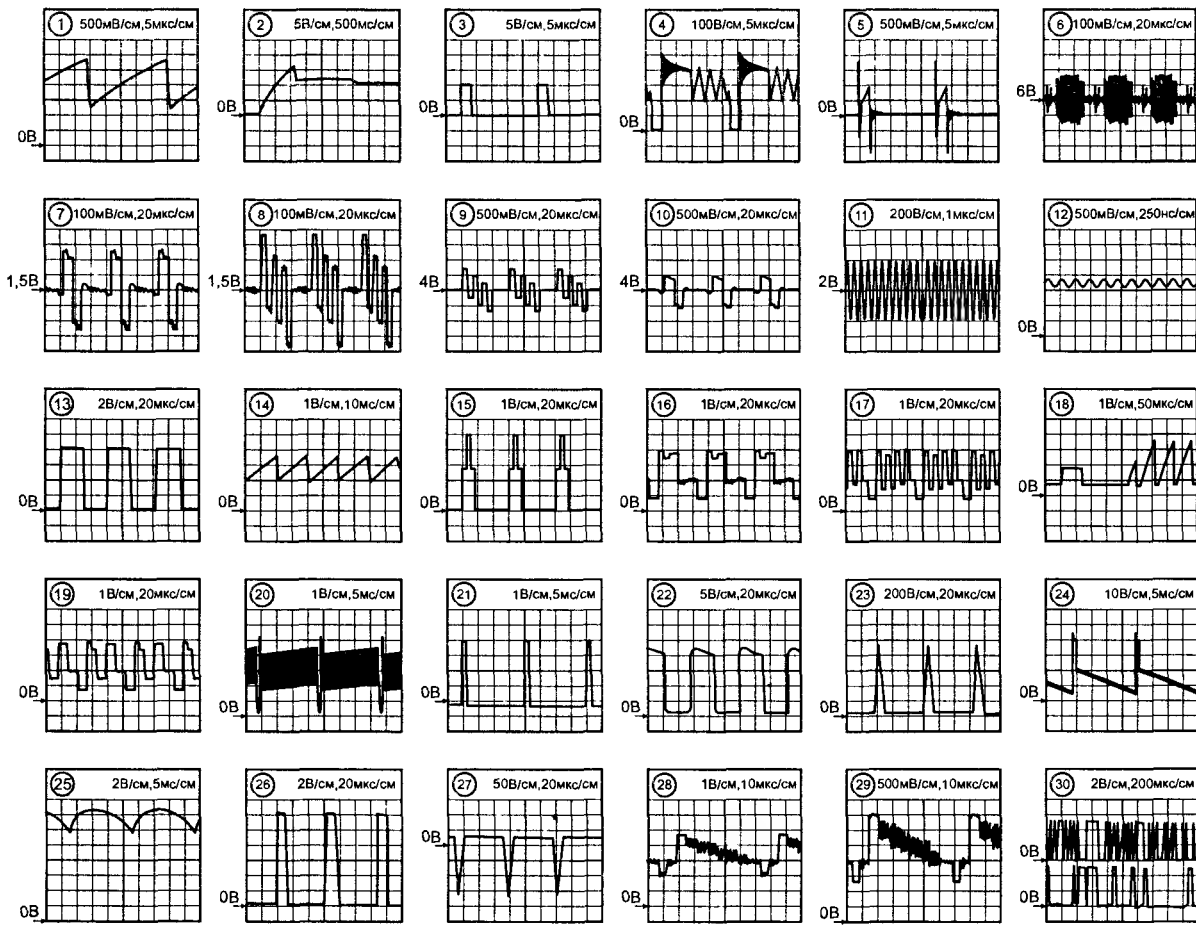 1 500мВ/см,5мкс/см
0В
2 5В/см,500мс/см
0В
3 5В/см,5мкс/см
0В
4 100В/см,5мкс/см
0В
5 500мВ/см,5мкс/см
0В
6 100мВ/см,20мкс/см
6В
7 100мВ/см,20мкс/см
1,5В
8 100мВ/см,20мкс/см
1,5В
9 500мВ/см,20мкс/см
4В
10 500мВ/см,20мкс/см
4В
11 200В/см,1мкс/см
2В
12 500мВ/см,250нс/см
0В
13 2В/см,20мкс/см
0В
14 1В/см,10мс/см
0В
15 1В/см,20мкс/см
0В
16 1В/см,20мкс/см
0В
17 1В/см,20мкс/см
0В
18 1В/см,50мкс/см
0В
19 1В/см,20мкс/см
0В
20 1В/см,5мс/см
0В
21 1В/см,5мс/см
0В
22 5В/см,20мкс/см
0В
23 200В/см,20мкс/см
0В
24 10В/см,5мс/см
0В
25 2В/см,5мс/см
0В
26 2В/см,20мкс/см
0В
27 50В/см,20мкс/см
0В
28 1В/см,10мкс/см
0В
29 500мВ/см,10мкс/см
0В
30 2В/см,200мкс/см
0В
0В